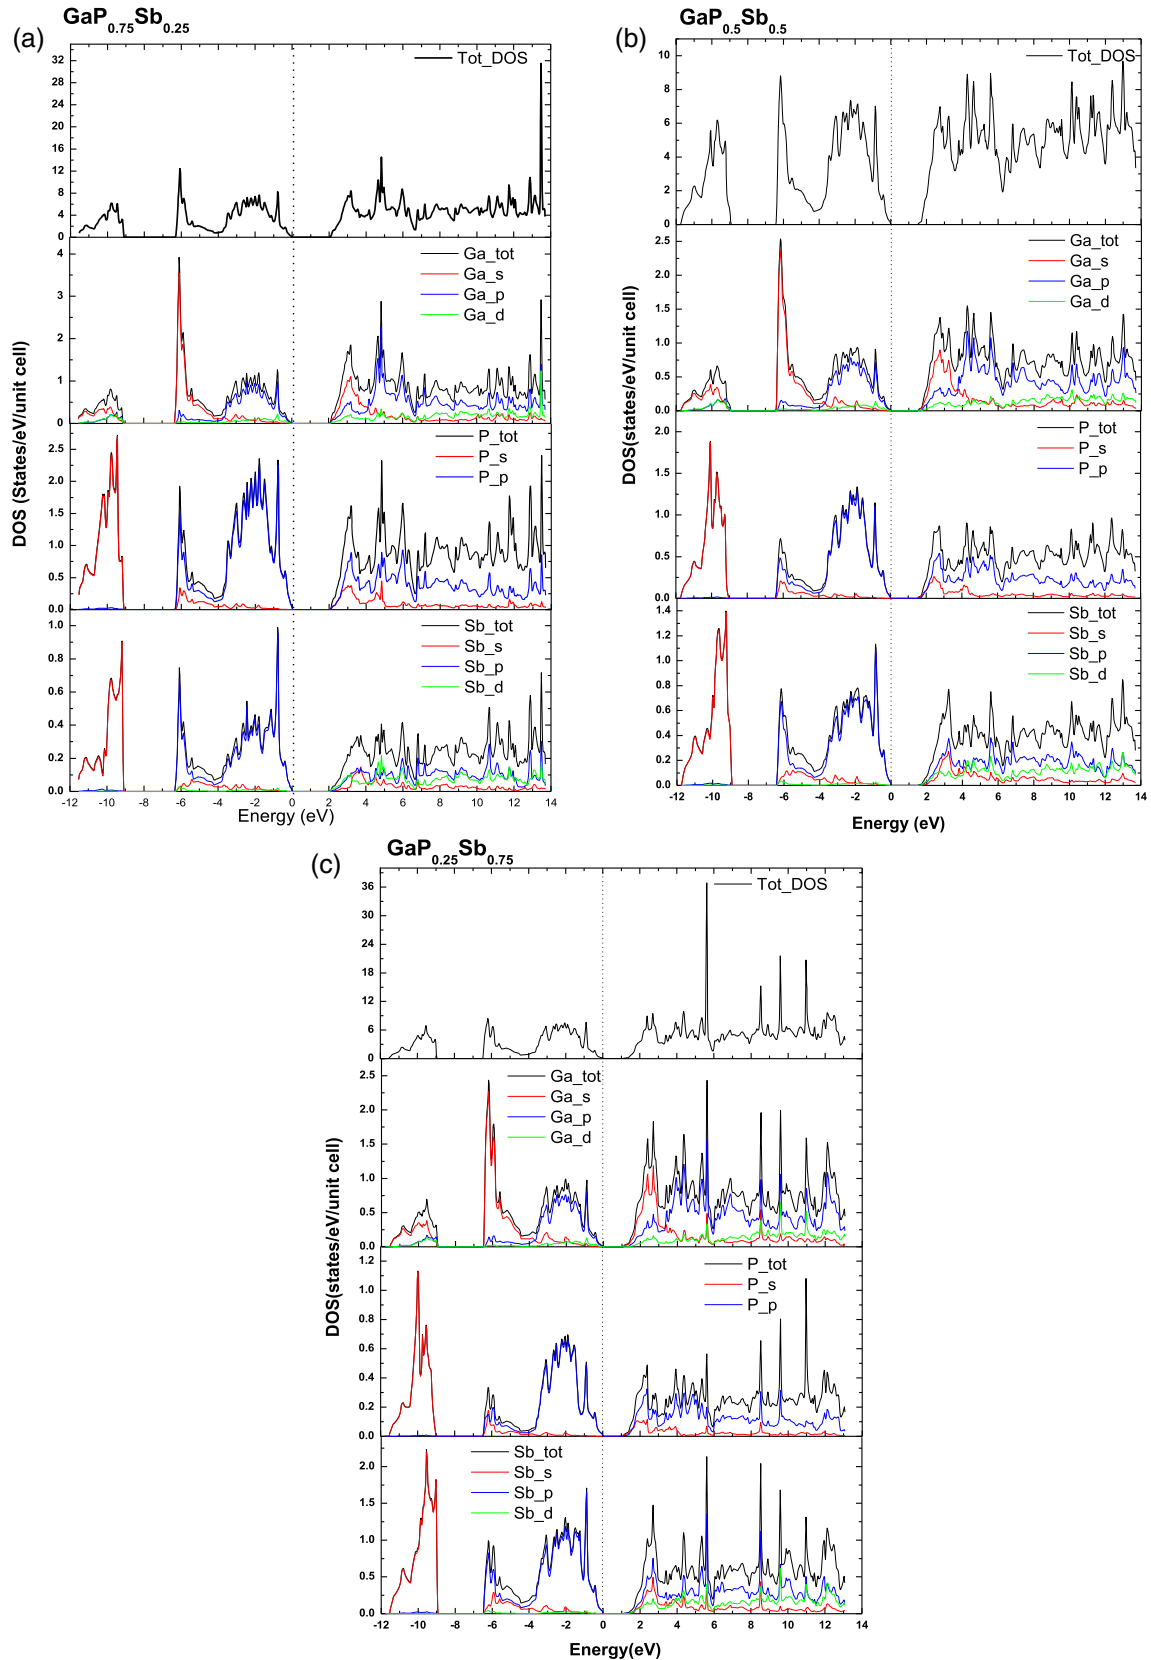 GaP0.75Sb0.25
(a)
Tot_DOS
32
28
24
20
16
12
8
4
0
Ga_tot
Ga_s
Ga_p
Ga_d
4
3
2
1
0
P_tot
P_s
P_p
2.5
2.0
1.5
1.0
0.5
0.0
Sb_tot
Sb_s
Sb_p
Sb_d
1.0
0.8
0.6
0.4
0.2
0.0
-12 -10 -8 -6 -4 -2 0 2 4 6 8 10 12 14
Energy (eV)
DOS (States/eV/unit cell)
GaP0.5Sb0.5
(b)
Tot_DOS
10
8
6
4
2
0
Ga_tot
Ga_s
Ga_p
Ga_d
2.5
2.0
1.5
1.0
0.5
0.0
P_tot
P_s
P_p
2.0
1.5
1.0
0.5
0.0
Sb_tot
Sb_s
Sb_p
Sb_d
1.4
1.2
1.0
0.8
0.6
0.4
0.2
0.0
-12 -10 -8 -6 -4 -2 0 2 4 6 8 10 12 14
Energy (eV)
DOS(states/eV/unit cell)
GaP0.25Sb0.75
(c)
Tot_DOS
36
30
24
18
12
6
0
Ga_tot
Ga_s
Ga_p
Ga_d
2.5
2.0
1.5
1.0
0.5
0.0
P_tot
P_s
P_p
1.2
1.0
0.8
0.6
0.4
0.2
0.0
Sb_tot
Sb_s
Sb_p
Sb_d
2.0
1.5
1.0
0.5
0.0
-12 -10 -8 -6 -4 -2 0 2 4 6 8 10 12 14
Energy(eV)
DOS(states/eV/unit cell)